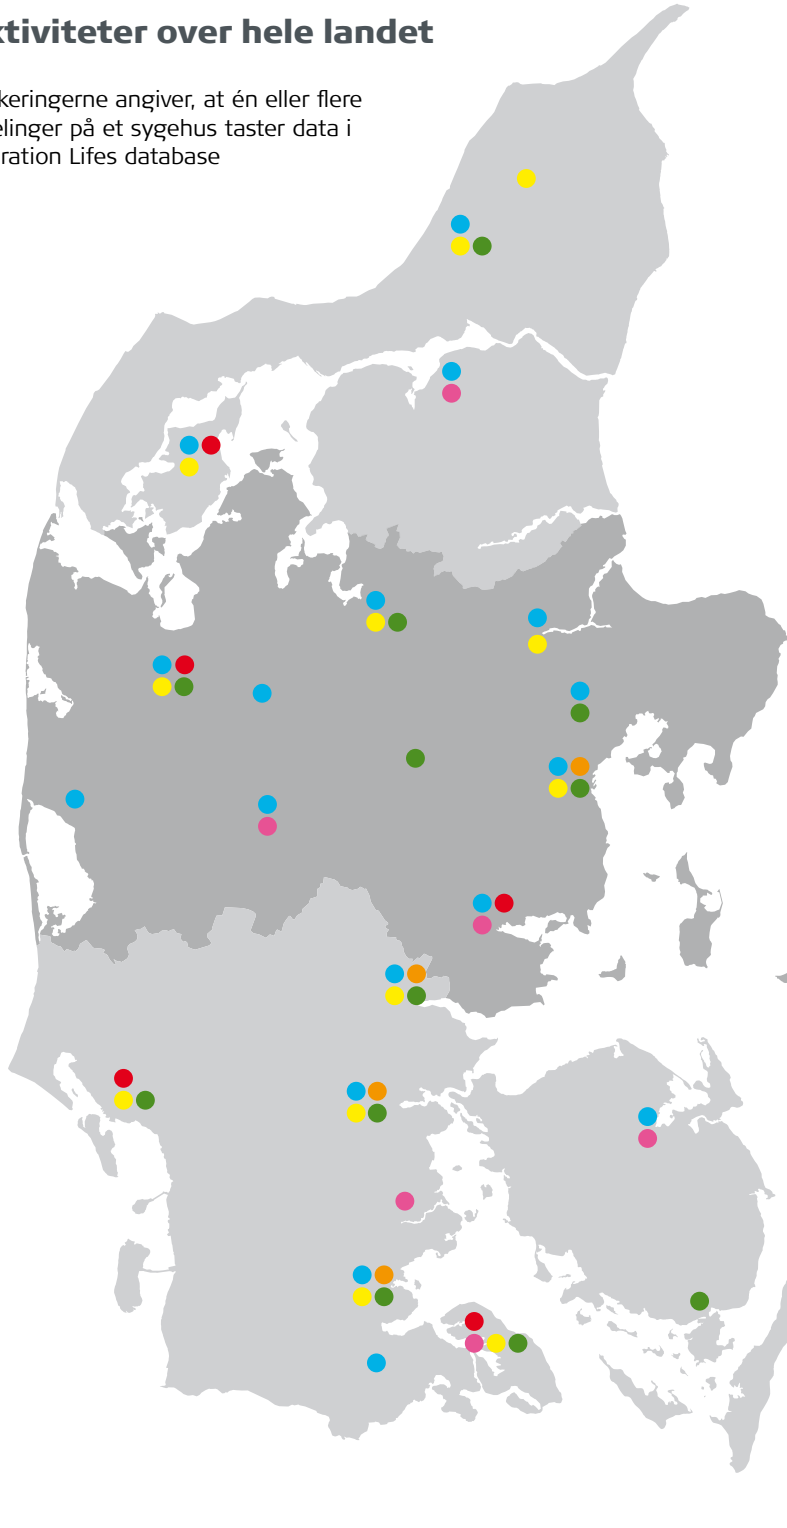 ktiviteter over hele landet
keringerne angiver, at én eller flere
elinger på et sygehus taster data i
ration Lifes database